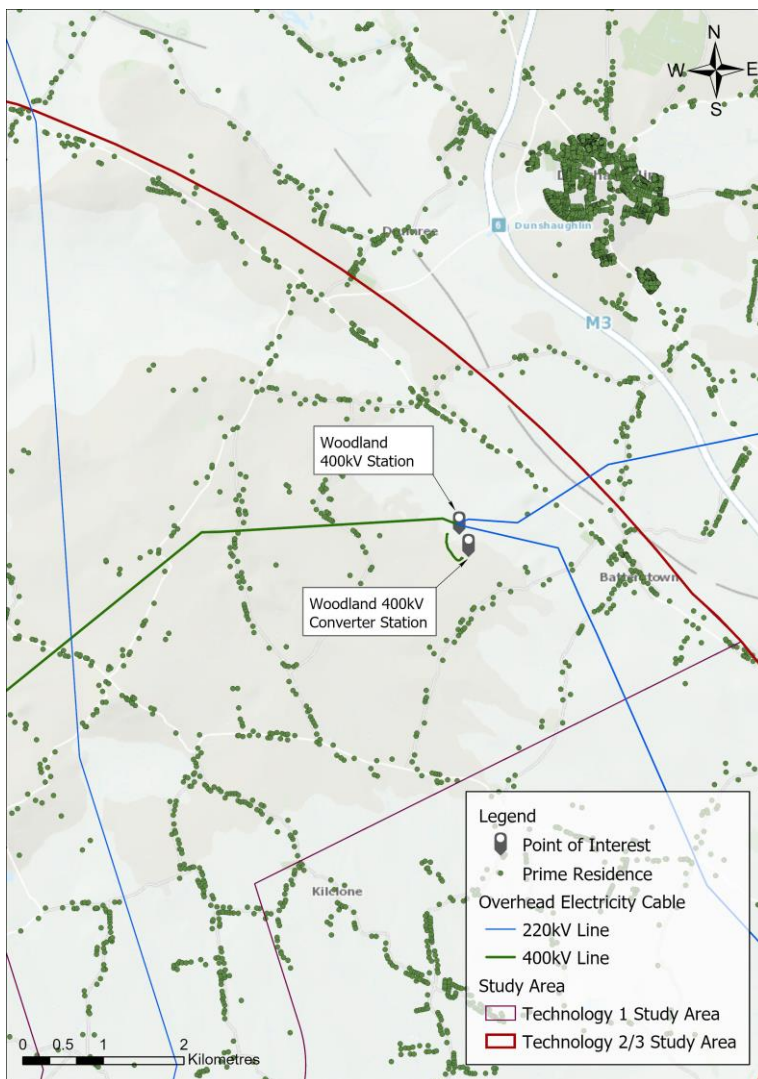 N
W E
S
Dunshaughlin
M3
Woodland
400kV Station
Woodland 400kV
Converter Station
Batterstown
Kilclone
Legend
Point of Interest
Prime Residence
Overhead Electricity Cable
220kV Line
400kV Line
Study Area
Technology 1 Study Area
Technology 2/3 Study Area
0 0.5 1 2
Kilometres